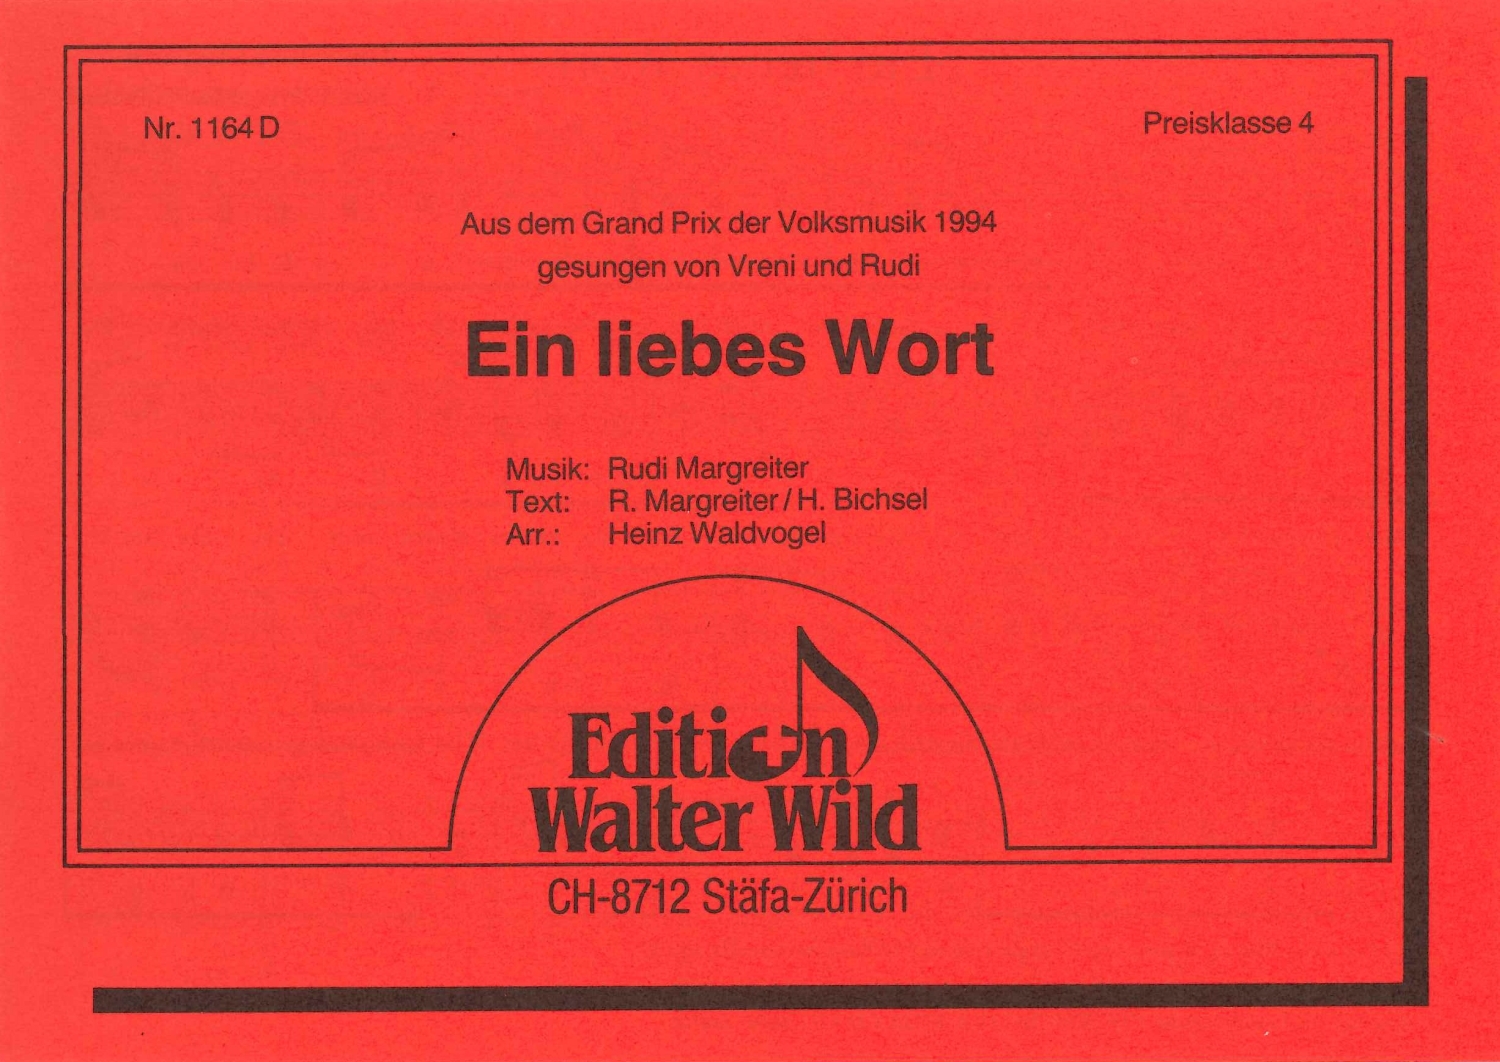 Nr. 1164 D
Preisklasse 4
Aus dem Grand Prix der Volksmusik 1994
gesungen von Vreni und Rudi
Ein liebes Wort
Musik: Rudi Margreiter
Text: R. Margreiter / H. Bichsel
Arr.: Heinz Waldvogel
Edition
Walter Wild
CH-8712 Stäfa-Zürich